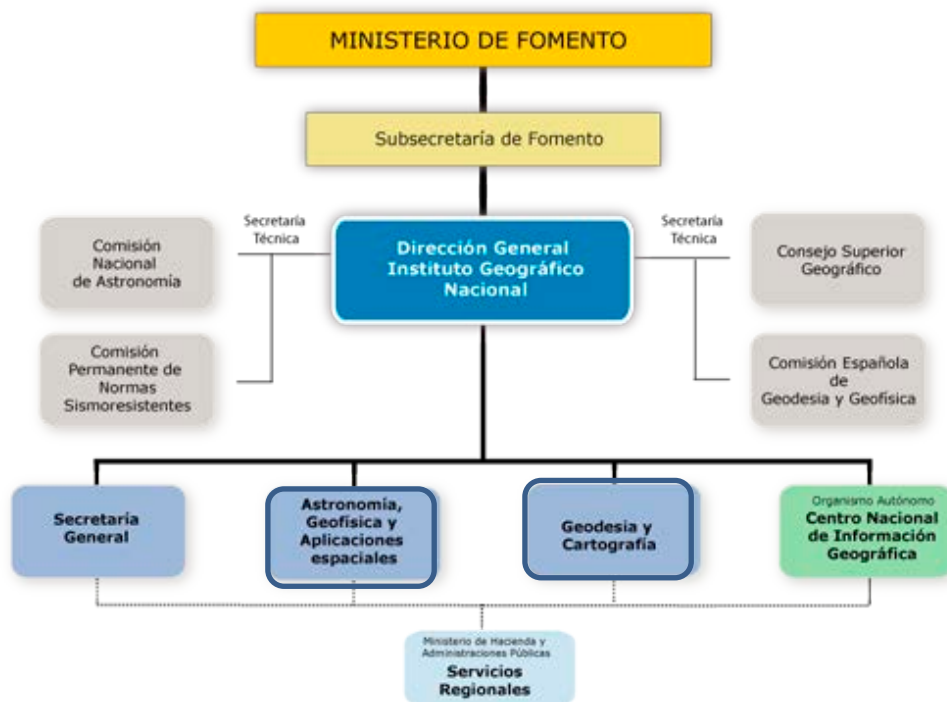 MINISTERIO DE FOMENTO
Subsecretaría de Fomento
Secretaría
Técnica
Secretaría
Técnica
Comisión
Nacional
de Astronomía
Dirección General
Instituto Geográfico
Nacional
Consejo Superior
Geográfico
Comisión
Permanente de
Normas
Sismoresistentes
Comisión Española
de
Geodesia y Geofísica
Secretaría
General
Astronomía,
Geofísica y
Aplicaciones
espaciales
Geodesia y
Cartografía
Organismo Autónomo
Centro Nacional
de Información
Geográfica
Ministerio de Hacienda y
Administraciones Públicas
Servicios
Regionales